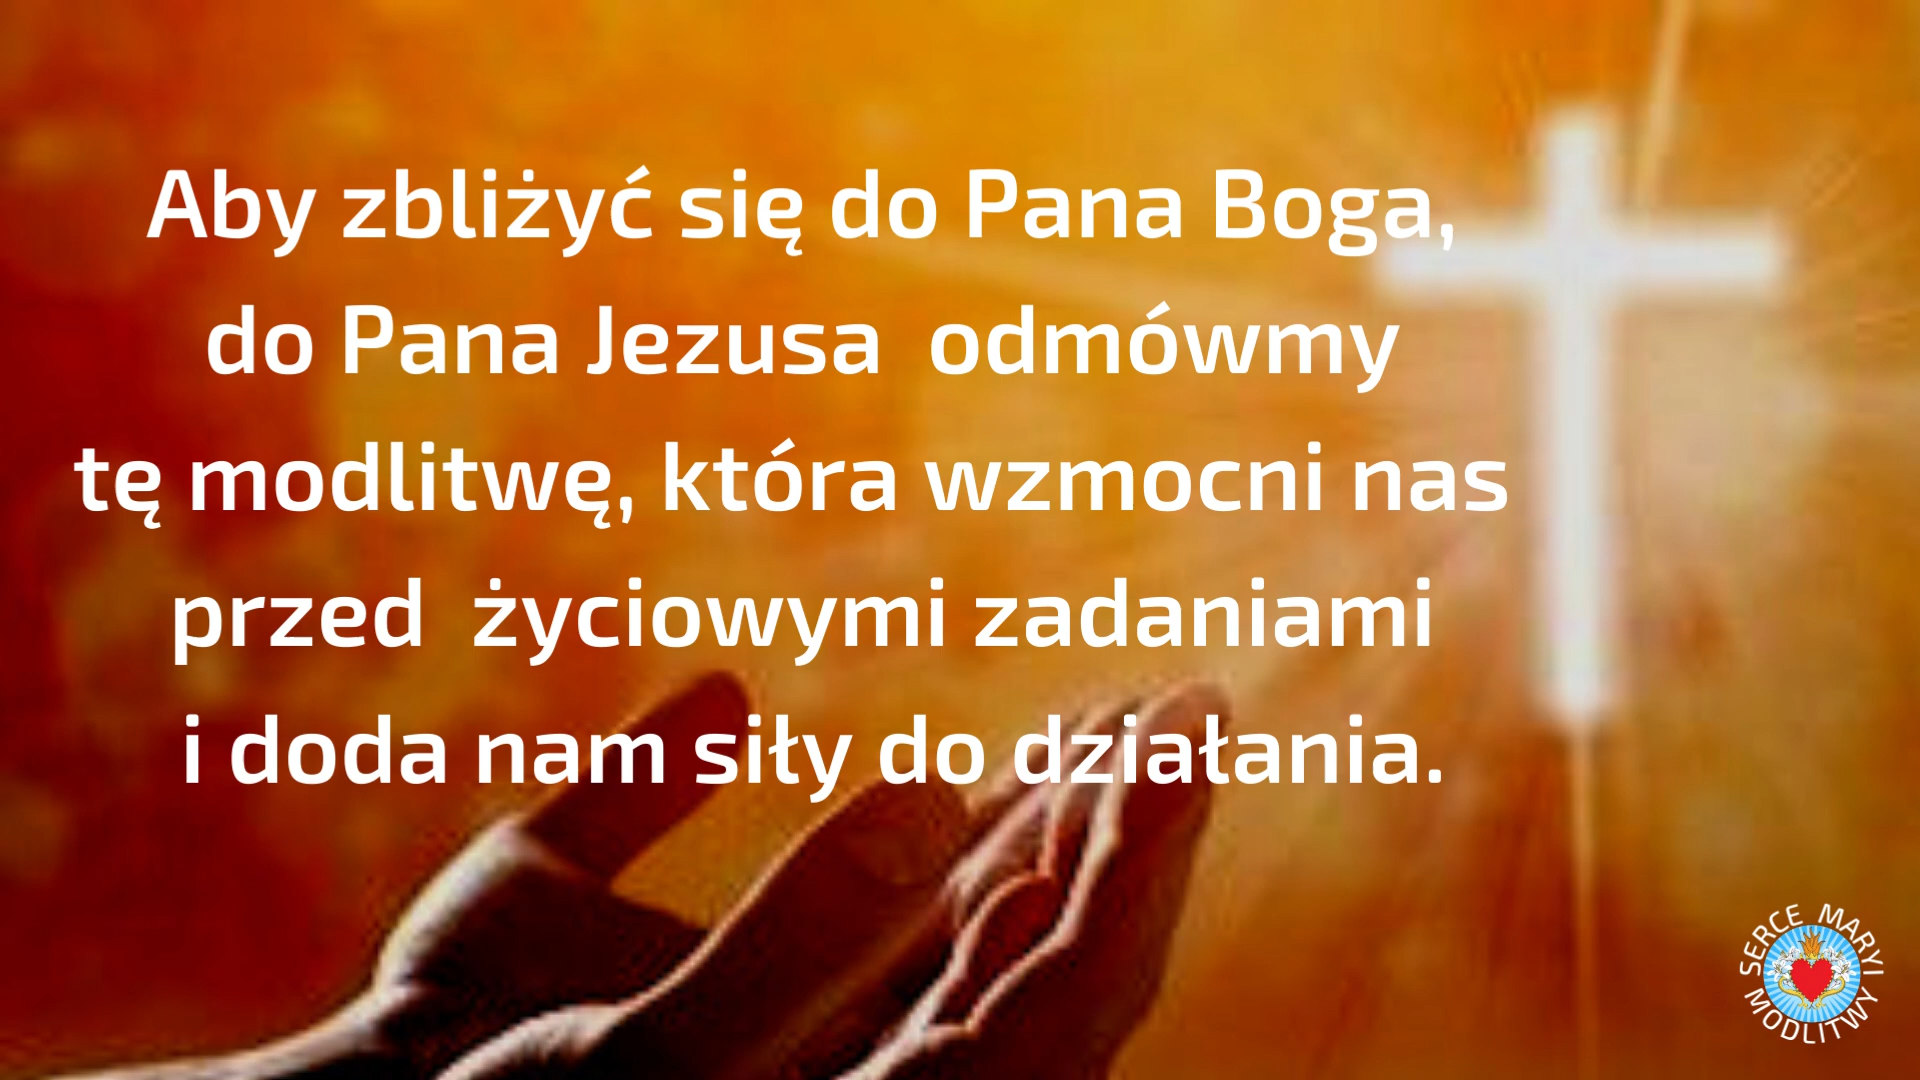 Aby zbliżyć się do Pana Boga,
do Pana Jezusa odmówmy
tę modlitwę, która wzmocni nas
przed życiowymi zadaniami
i doda nam siły do działania.
SERCE MARYI
MODLITWY